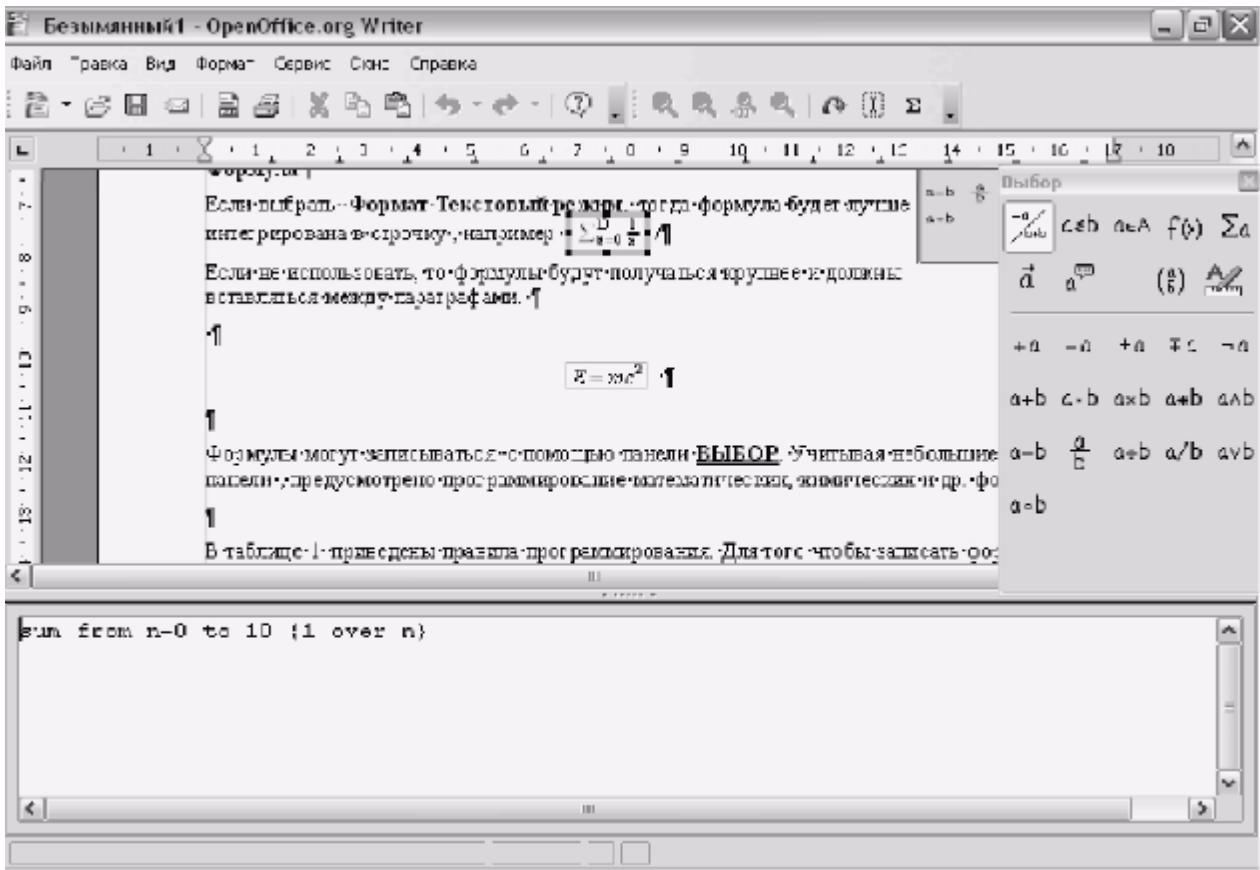 Безымянный1 - OpenOffice.org Writer
Файл Правка Вид Формат Сервис Окно Справка
Формулы
Если выбрать Формат-Текстовый режим, тогда формула будет лучше
интегрирована в строчку, например
Если не использовать, то формулы будут получаться крупнее и должны
вставляться между параграфами.
E=mc²
Формулы могут записываться с помощью панели ВЫБОР. Учитывая небольшие
панели, предусмотрено программирование математических, химических и др. фо
В таблице 1 приведены правила программирования. Для того чтобы записать фор
Выбор
a+b a·b a×b a∗b a∧b
a−b a÷b a/b a∨b
a∘b
sum from n=0 to 10 {1 over n}